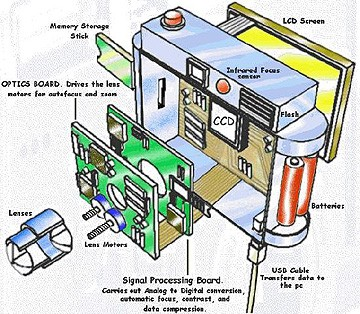 Memory Storage
Stick
LCD Screen
OPTICS BOARD. Drives the lens
motors for autofocus and zoom
Infrared Focus
sensor
CCD
Flash
Batteries
Lenses
Lens Motors
USB Cable
Transfers data to
the pc
Signal Processing Board.
Carries out Analog to Digital conversion,
automatic focus, contrast, and
data compression.